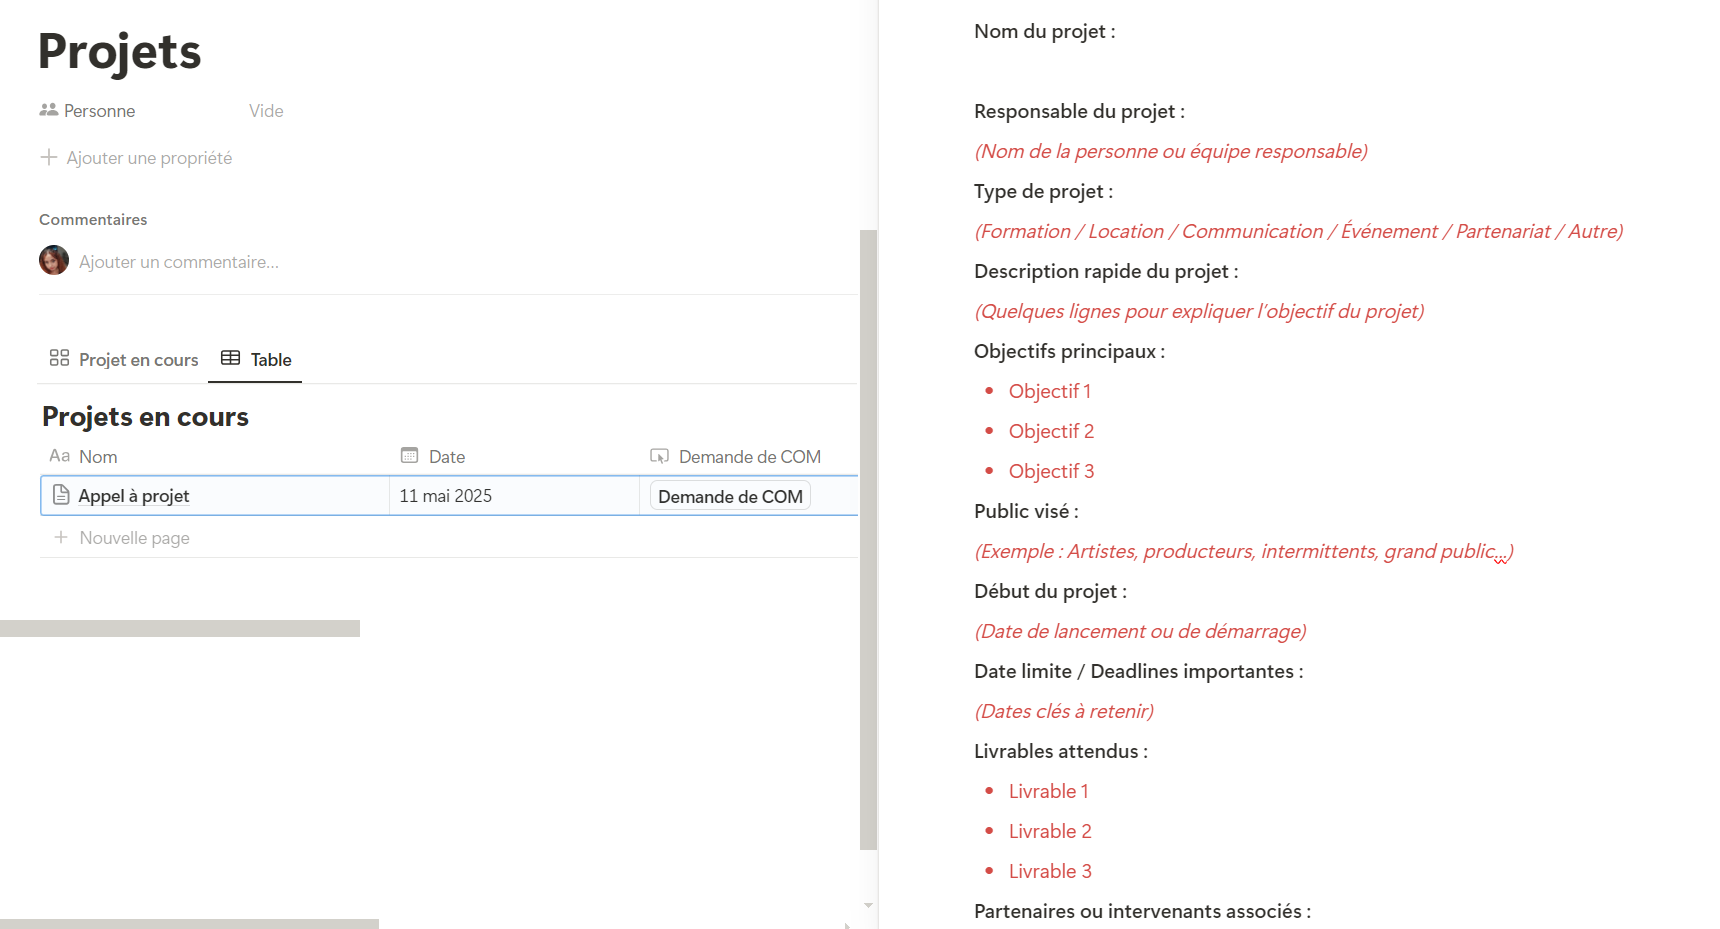 Projets
Personne Vide
Ajouter une propriété
Commentaires
Ajouter un commentaire...
Projet en cours Table
Projets en cours
Aa Nom Date Demande de COM
Appel à projet 11 mai 2025 Demande de COM
Nouvelle page
Nom du projet :
Responsable du projet :
(Nom de la personne ou équipe responsable)
Type de projet :
(Formation / Location / Communication / Événement / Partenariat / Autre)
Description rapide du projet :
(Quelques lignes pour expliquer l’objectif du projet)
Objectifs principaux :
• Objectif 1
• Objectif 2
• Objectif 3
Public visé :
(Exemple : Artistes, producteurs, intermittents, grand public...)
Début du projet :
(Date de lancement ou de démarrage)
Date limite / Deadlines importantes :
(Dates clés à retenir)
Livrables attendus :
• Livrable 1
• Livrable 2
• Livrable 3
Partenaires ou intervenants associés :